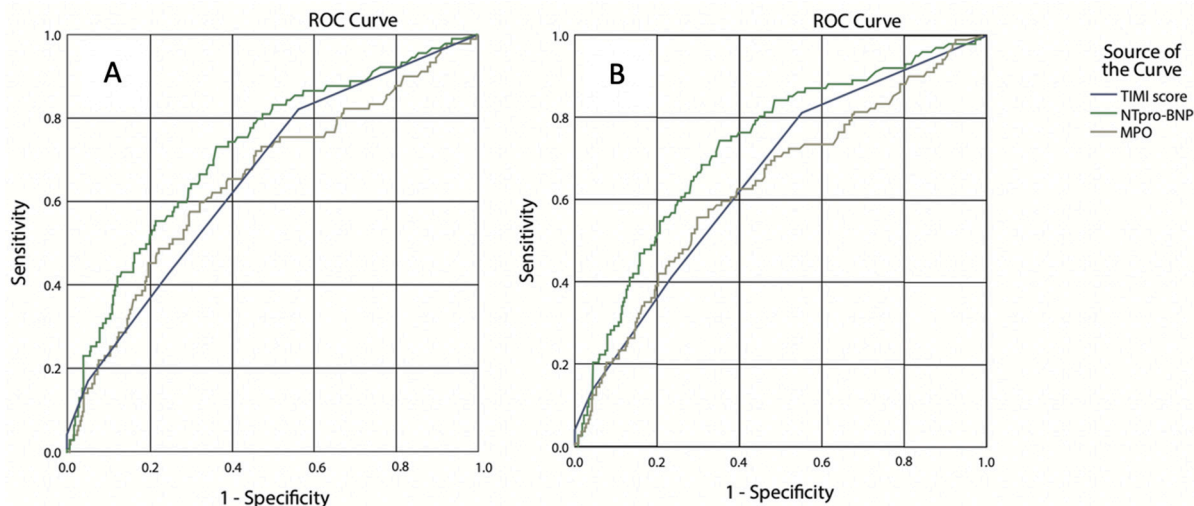 ROC Curve
A
1.0
0.8
0.6
0.4
0.2
0.0
Sensitivity
0.0 0.2 0.4 0.6 0.8 1.0
1 - Specificity
ROC Curve
B
1.0
0.8
0.6
0.4
0.2
0.0
Sensitivity
0.0 0.2 0.4 0.6 0.8 1.0
1 - Specificity
Source of
the Curve
TIMI score
NTpro-BNP
MPO